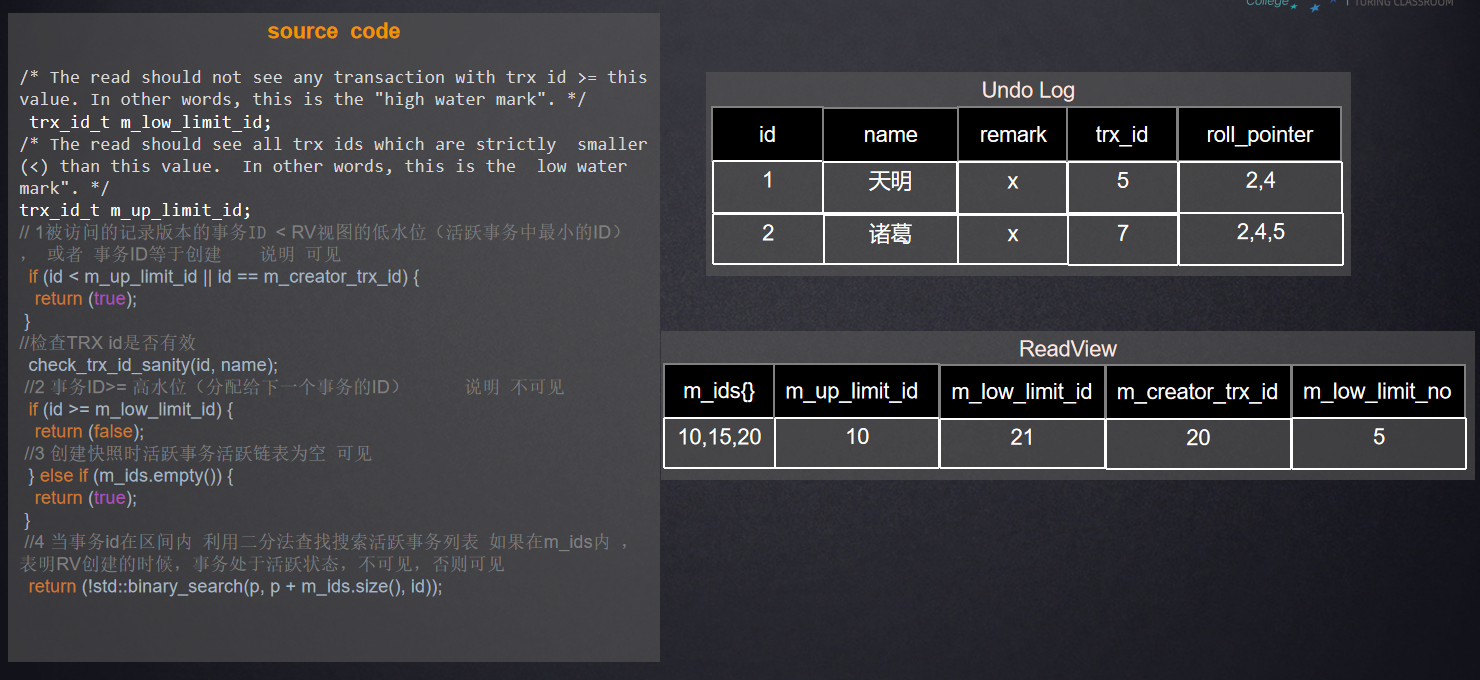 College
TURING CLASSROOM
source code
/* The read should not see any transaction with trx id >= this
value. In other words, this is the "high water mark". */
trx_id_t m_low_limit_id;
/* The read should see all trx ids which are strictly smaller
(<) than this value. In other words, this is the low water
mark". */
trx_id_t m_up_limit_id;
// 1被访问的记录版本的事务ID < RV视图的低水位（活跃事务中最小的ID）
， 或者 事务ID等于创建 说明 可见
if (id < m_up_limit_id || id == m_creator_trx_id) {
return (true);
}
//检查TRX id是否有效
check_trx_id_sanity(id, name);
//2 事务ID>= 高水位（分配给下一个事务的ID） 说明 不可见
if (id >= m_low_limit_id) {
return (false);
//3 创建快照时活跃事务活跃链表为空 可见
} else if (m_ids.empty()) {
return (true);
}
//4 当事务id在区间内 利用二分法查找搜索活跃事务列表 如果在m_ids内 ，
表明RV创建的时候，事务处于活跃状态，不可见，否则可见
return (!std::binary_search(p, p + m_ids.size(), id));
Undo Log
id name remark trx_id roll_pointer
1 天明 x 5 2,4
2 诸葛 x 7 2,4,5
ReadView
m_ids{} m_up_limit_id m_low_limit_id m_creator_trx_id m_low_limit_no
10,15,20 10 21 20 5